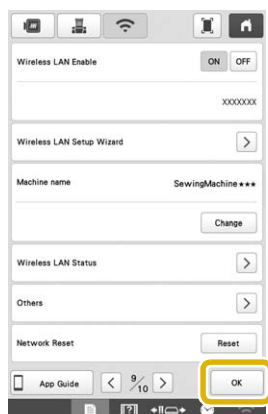 Wireless LAN Enable ON OFF
XXXXXXX
Wireless LAN Setup Wizard
Machine name SewingMachine★★★
Change
Wireless LAN Status
Others
Network Reset Reset
App Guide 9/10 OK